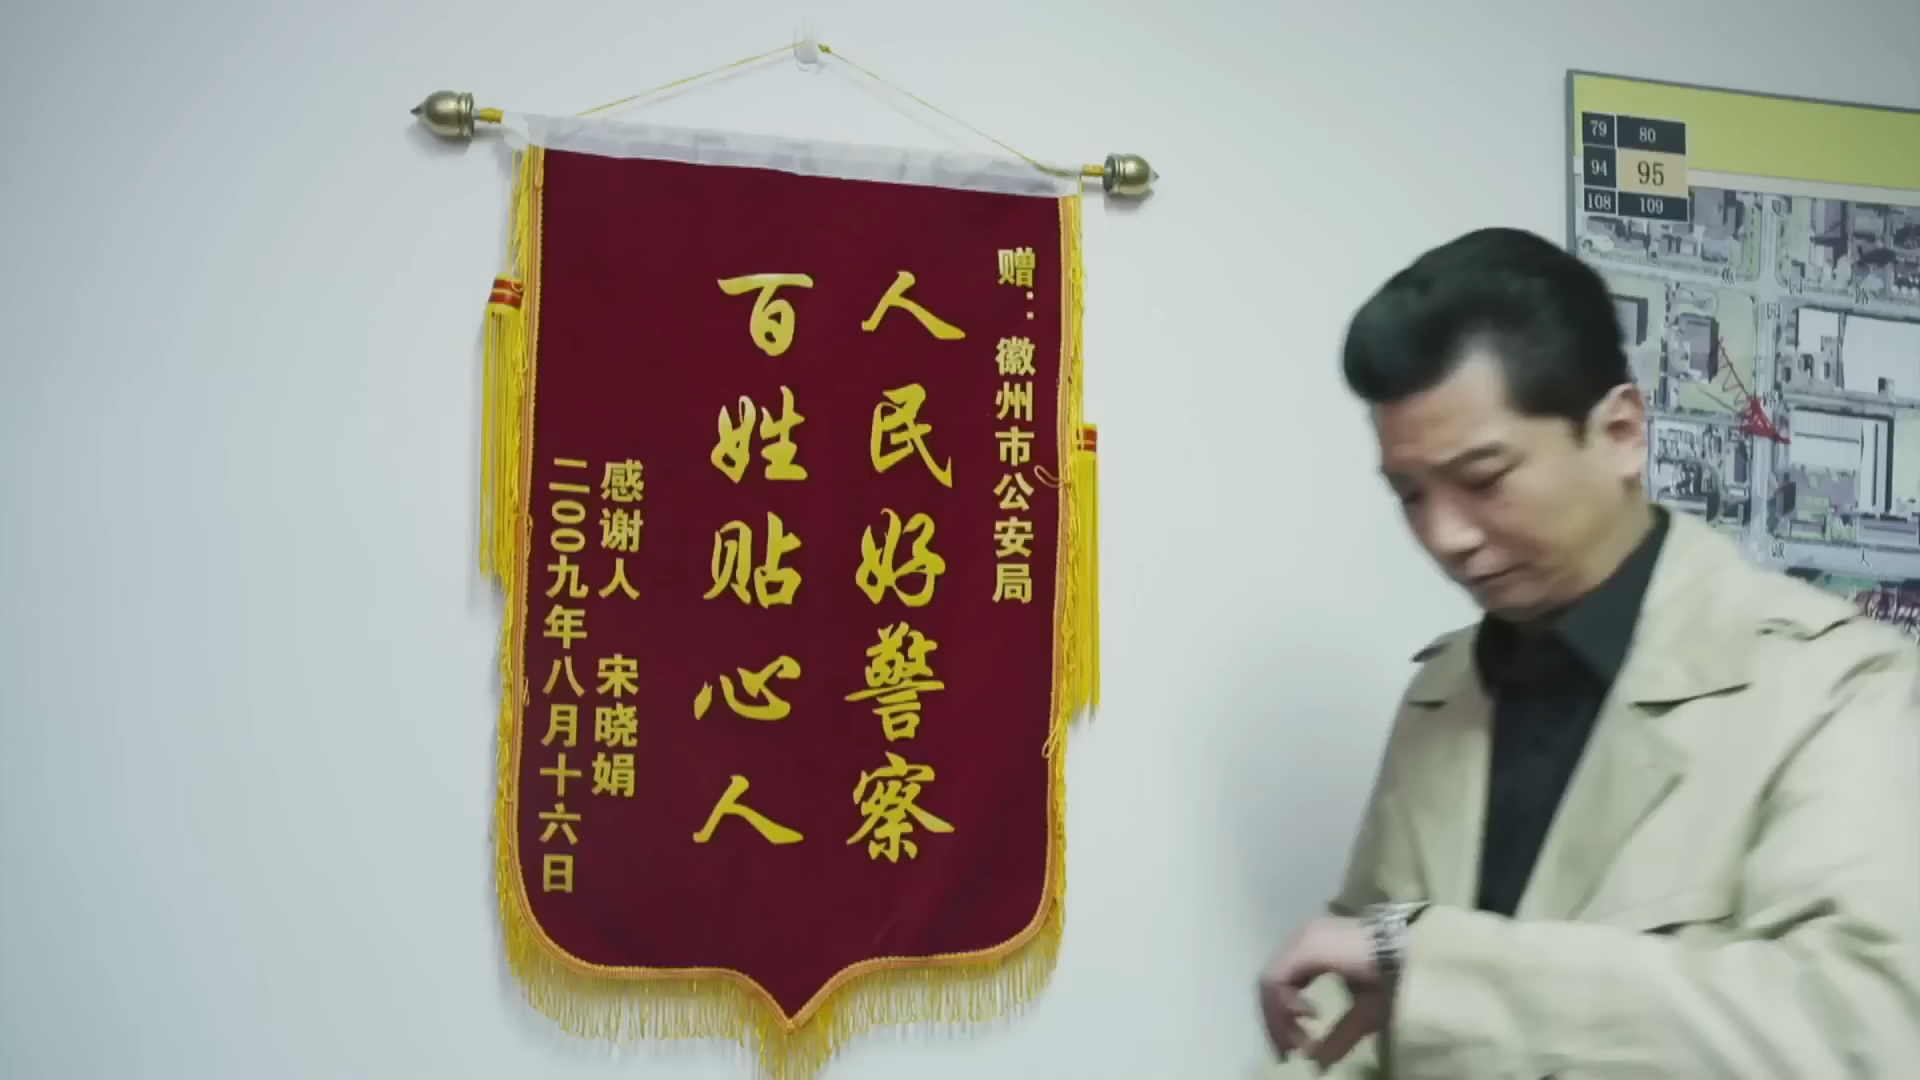 赠：徽州市公安局
人民好警察
百姓贴心人
感谢人 宋晓娟
二00九年八月十六日
79
80
94
95
108
109